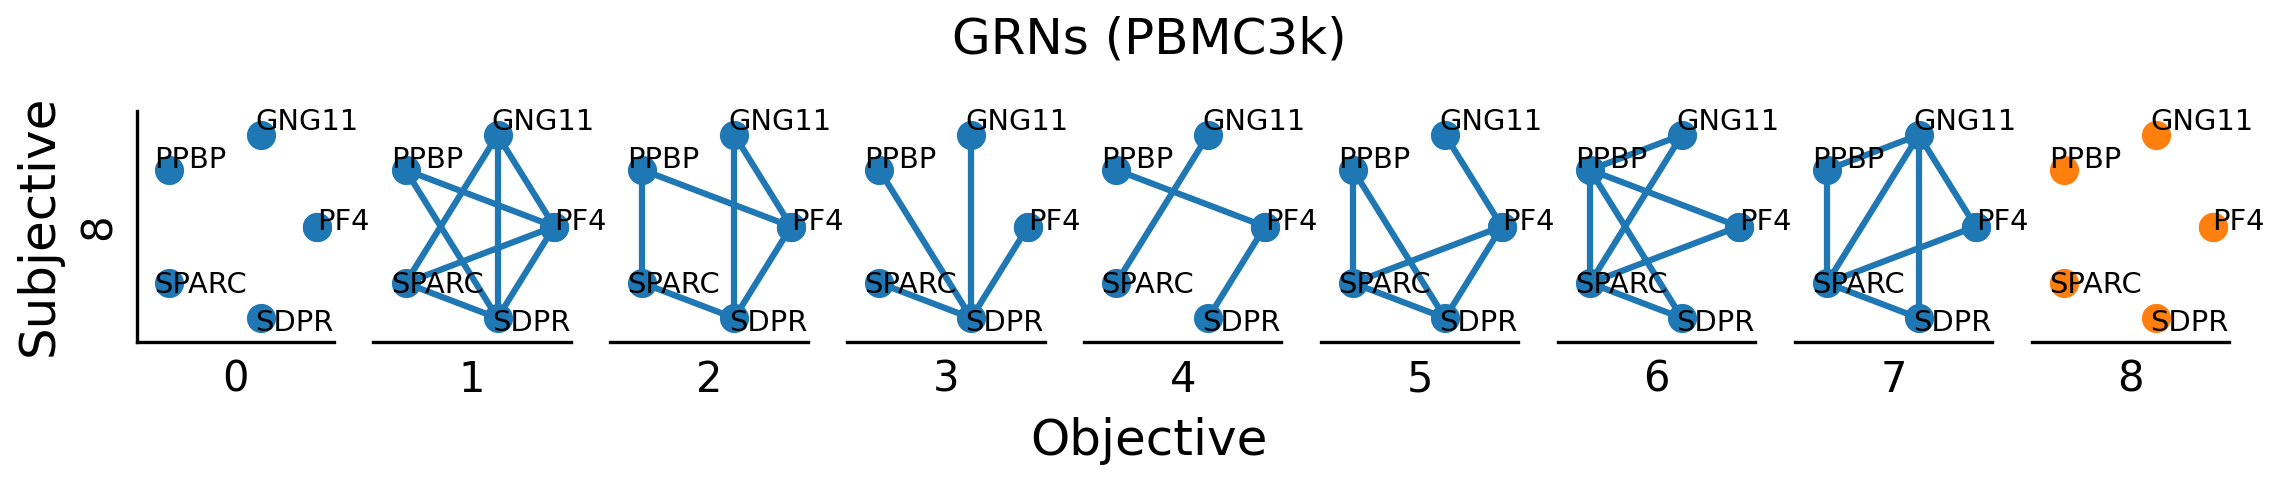 GRNs (PBMC3k)
Subjective
8
GNG11
PPBP
PF4
SPARC
SDPR
0
GNG11
PPBP
PF4
SPARC
SDPR
1
GNG11
PPBP
PF4
SPARC
SDPR
2
GNG11
PPBP
PF4
SPARC
SDPR
3
GNG11
PPBP
PF4
SPARC
SDPR
4
GNG11
PPBP
PF4
SPARC
SDPR
5
GNG11
PPBP
PF4
SPARC
SDPR
6
GNG11
PPBP
PF4
SPARC
SDPR
7
GNG11
PPBP
PF4
SPARC
SDPR
8
Objective